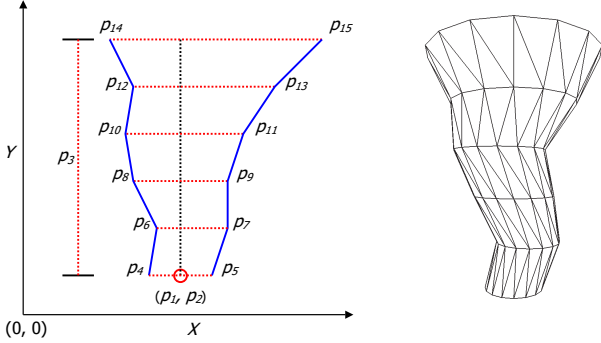 p14 p15
p12 p13
p10 p11
Y p3
p8 p9
p6 p7
p4 p5
(p1, p2)
(0, 0) X